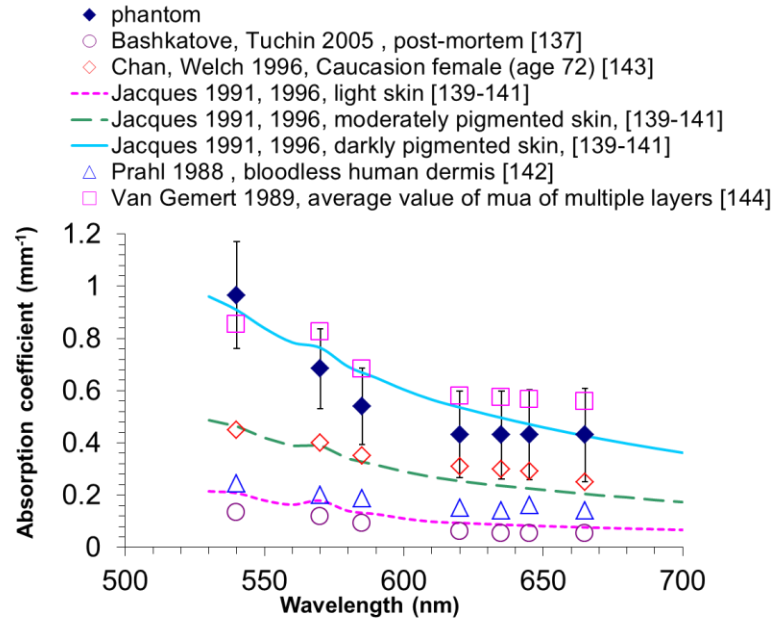 phantom
Bashkatove, Tuchin 2005 , post-mortem [137]
Chan, Welch 1996, Caucasion female (age 72) [143]
Jacques 1991, 1996, light skin [139-141]
Jacques 1991, 1996, moderately pigmented skin, [139-141]
Jacques 1991, 1996, darkly pigmented skin, [139-141]
Prahl 1988 , bloodless human dermis [142]
Van Gemert 1989, average value of mua of multiple layers [144]
Absorption coefficient (mm⁻¹)
1.2
1
0.8
0.6
0.4
0.2
0
500 550 600 650 700
Wavelength (nm)